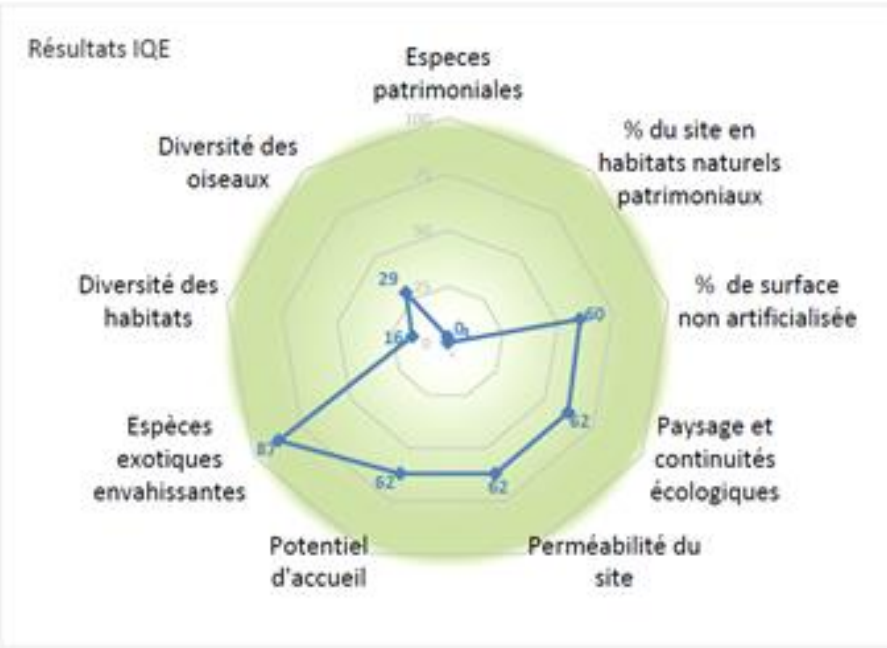 Résultats IQE
Especes
patrimoniales
% du site en
habitats naturels
patrimoniaux
% de surface
non artificialisée
Paysage et
continuités
écologiques
Perméabilité du
site
Potentiel
d'accueil
Espèces
exotiques
envahissantes
Diversité des
habitats
Diversité des
oiseaux
100
75
50
25
0
0
60
62
62
62
87
16
29